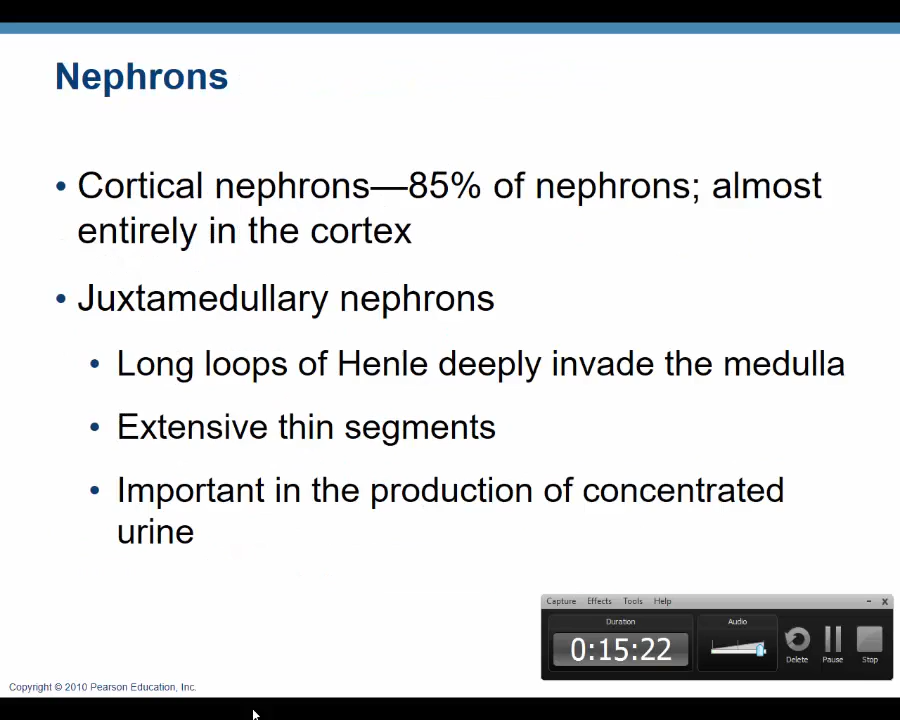 Nephrons
• Cortical nephrons—85% of nephrons; almost
entirely in the cortex
• Juxtamedullary nephrons
• Long loops of Henle deeply invade the medulla
• Extensive thin segments
• Important in the production of concentrated
urine
Capture Effects Tools Help
Duration Audio
0:15:22
Delete Pause Stop
Copyright © 2010 Pearson Education, Inc.